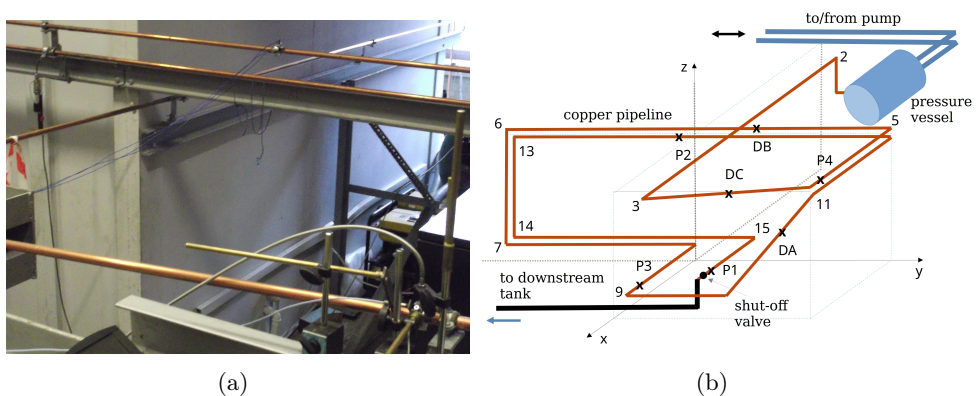 to/from pump
2
z
pressure
vessel
copper pipeline
6
5
13
DB
P2
P4
DC
3
11
14
15
7
DA
y
P3
P1
to downstream
tank
9
shut-off
valve
x
(a)
(b)